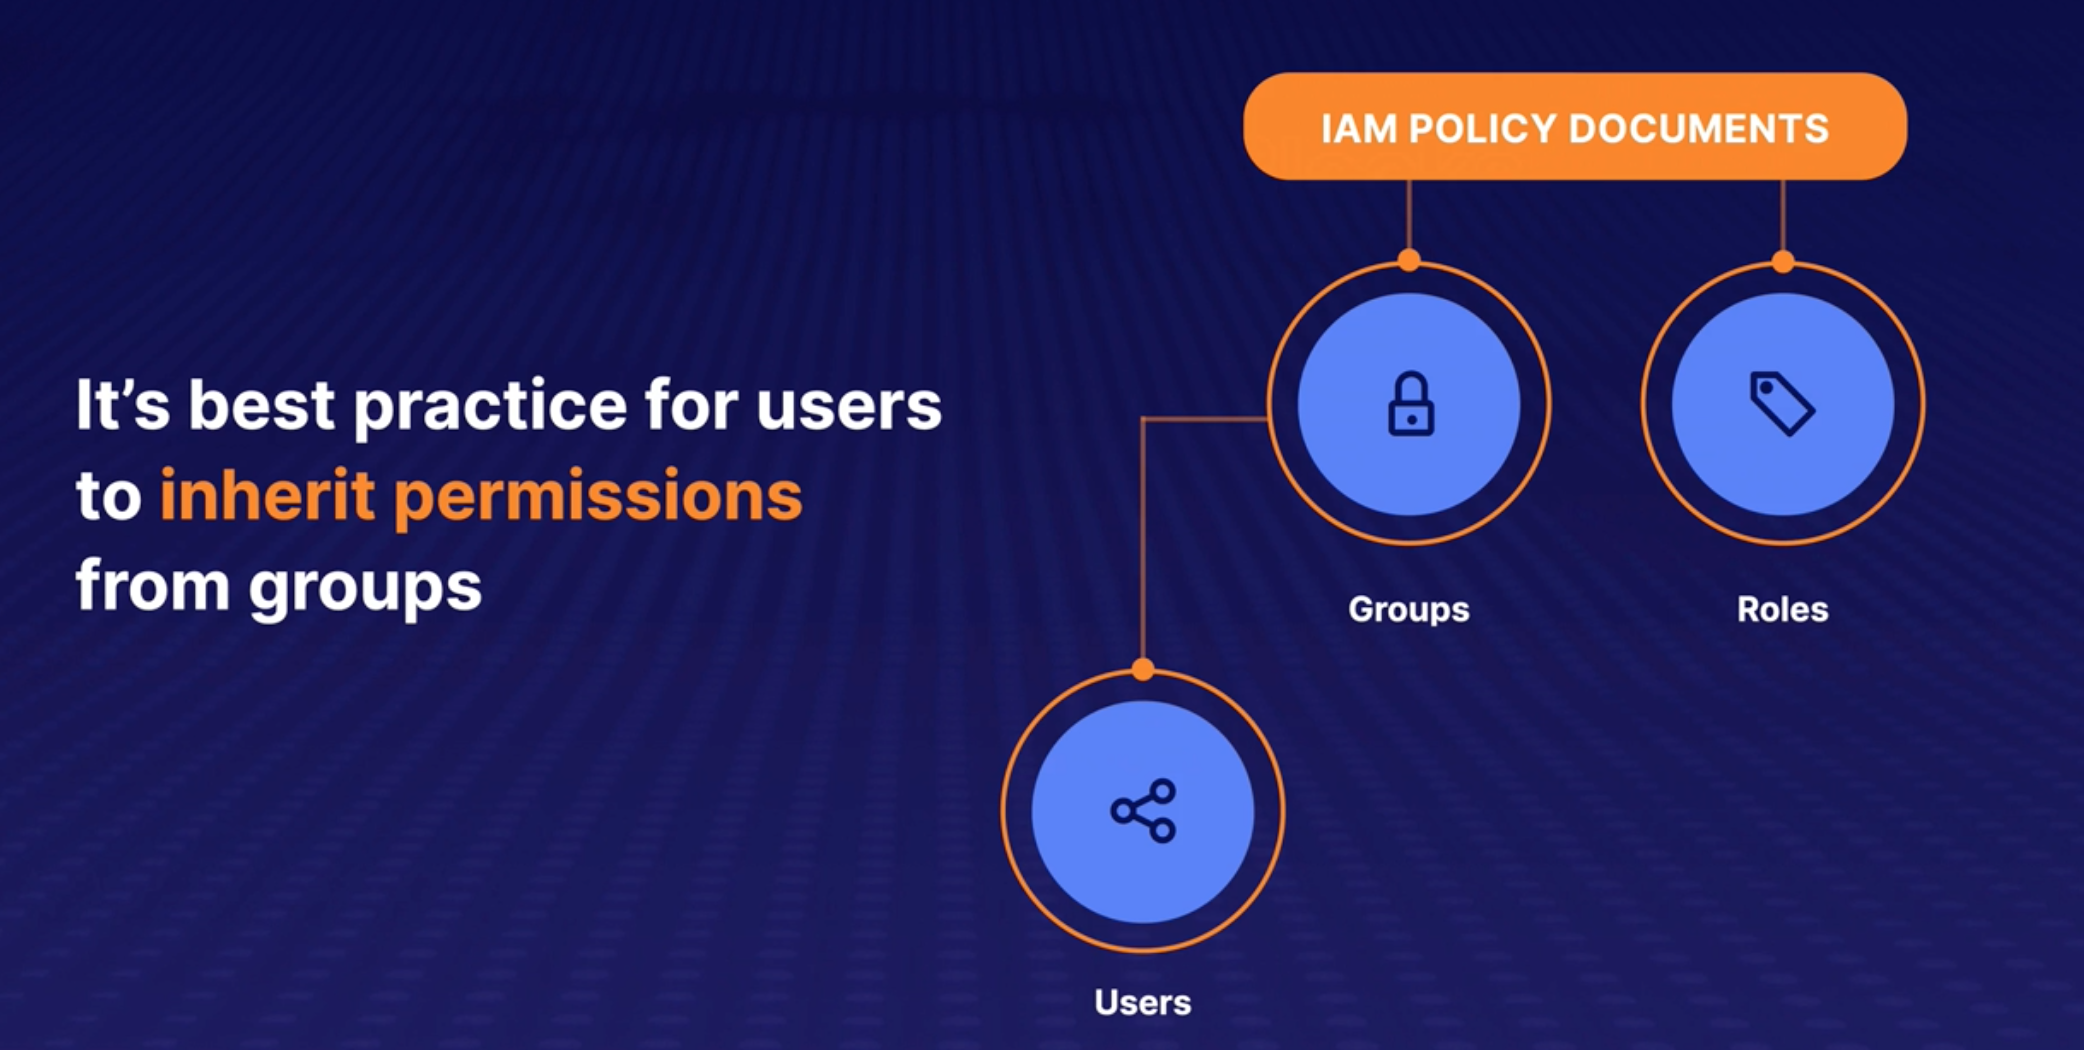 IAM POLICY DOCUMENTS
It’s best practice for users
to inherit permissions
from groups
Groups
Roles
Users